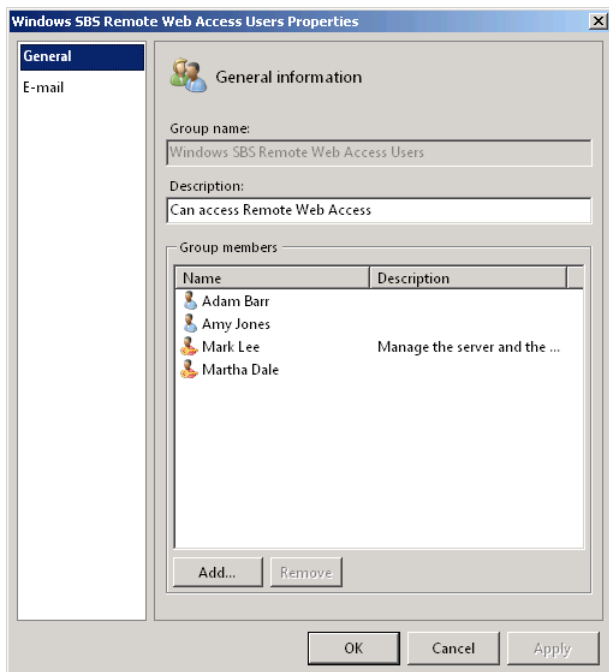 Windows SBS Remote Web Access Users Properties
General
E-mail
General information
Group name:
Windows SBS Remote Web Access Users
Description:
Can access Remote Web Access
Group members
Name Description
Adam Barr
Amy Jones
Mark Lee Manage the server and the ...
Martha Dale
Add... Remove
OK Cancel Apply